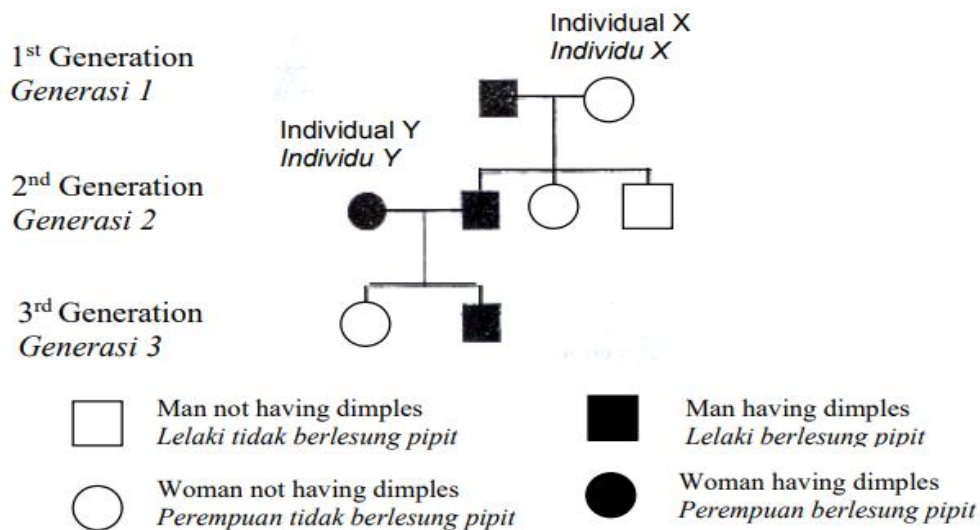 Individual X
Individu X
1st Generation
Generasi 1
Individual Y
Individu Y
2nd Generation
Generasi 2
3rd Generation
Generasi 3
Man not having dimples
Lelaki tidak berlesung pipit
Man having dimples
Lelaki berlesung pipit
Woman not having dimples
Perempuan tidak berlesung pipit
Woman having dimples
Perempuan berlesung pipit